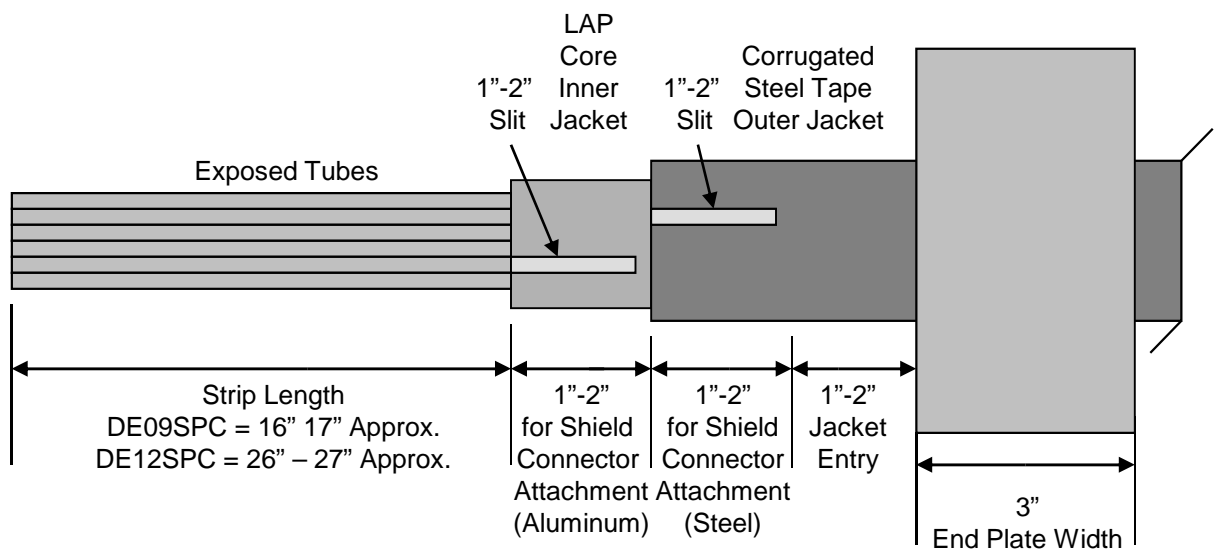 LAP
Core
Inner
Jacket
1”-2”
Slit
1”-2”
Slit
Corrugated
Steel Tape
Outer Jacket
Exposed Tubes
Strip Length
DE09SPC = 16” 17” Approx.
DE12SPC = 26” – 27” Approx.
1”-2”
for Shield
Connector
Attachment
(Aluminum)
1”-2”
for Shield
Connector
Attachment
(Steel)
1”-2”
Jacket
Entry
3”
End Plate Width